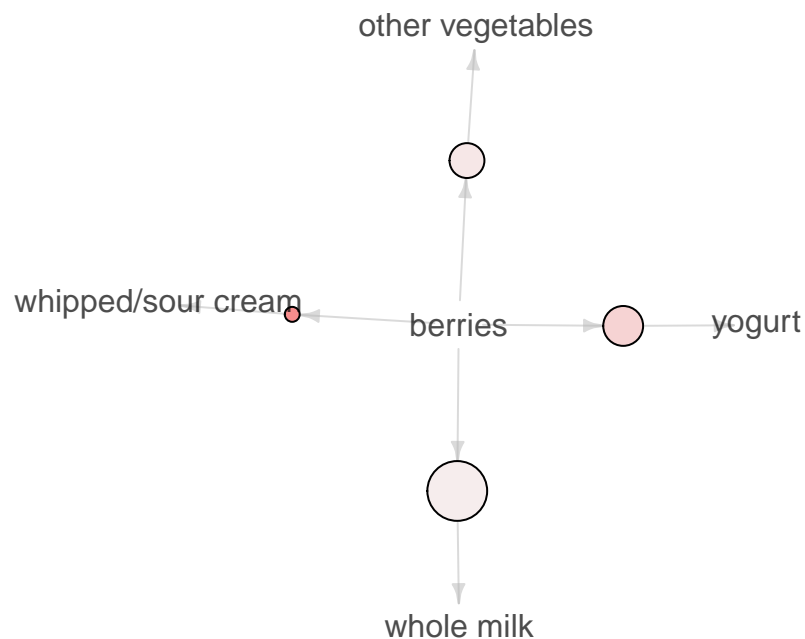 other vegetables
whipped/sour cream
berries
yogurt
whole milk